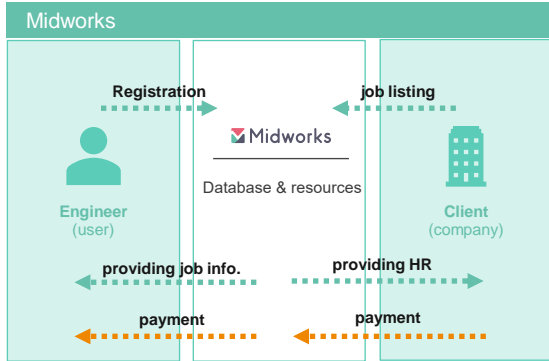 Midworks
Registration
job listing
Midworks
Database & resources
Engineer
(user)
Client
(company)
providing job info.
providing HR
payment
payment